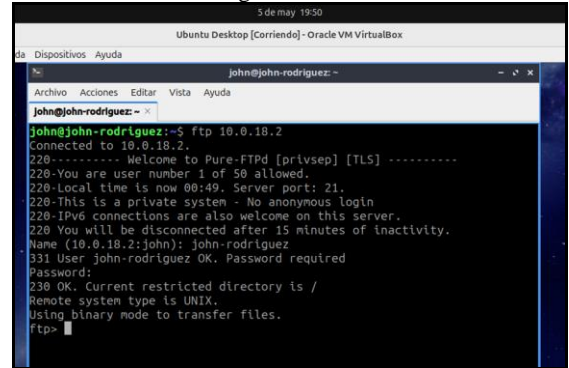 5 de may 19:50
Ubuntu Desktop [Corriendo] - Oracle VM VirtualBox
da Dispositivos Ayuda
john@john-rodriguez: ~
Archivo Acciones Editar Vista Ayuda
john@john-rodriguez: ~ ×
john@john-rodriguez:~$ ftp 10.0.18.2
Connected to 10.0.18.2.
220---------- Welcome to Pure-FTPd [privsep] [TLS] ----------
220-You are user number 1 of 50 allowed.
220-Local time is now 00:49. Server port: 21.
220-This is a private system - No anonymous login
220-IPv6 connections are also welcome on this server.
220 You will be disconnected after 15 minutes of inactivity.
Name (10.0.18.2:john): john-rodriguez
331 User john-rodriguez OK. Password required
Password:
230 OK. Current restricted directory is /
Remote system type is UNIX.
Using binary mode to transfer files.
ftp>